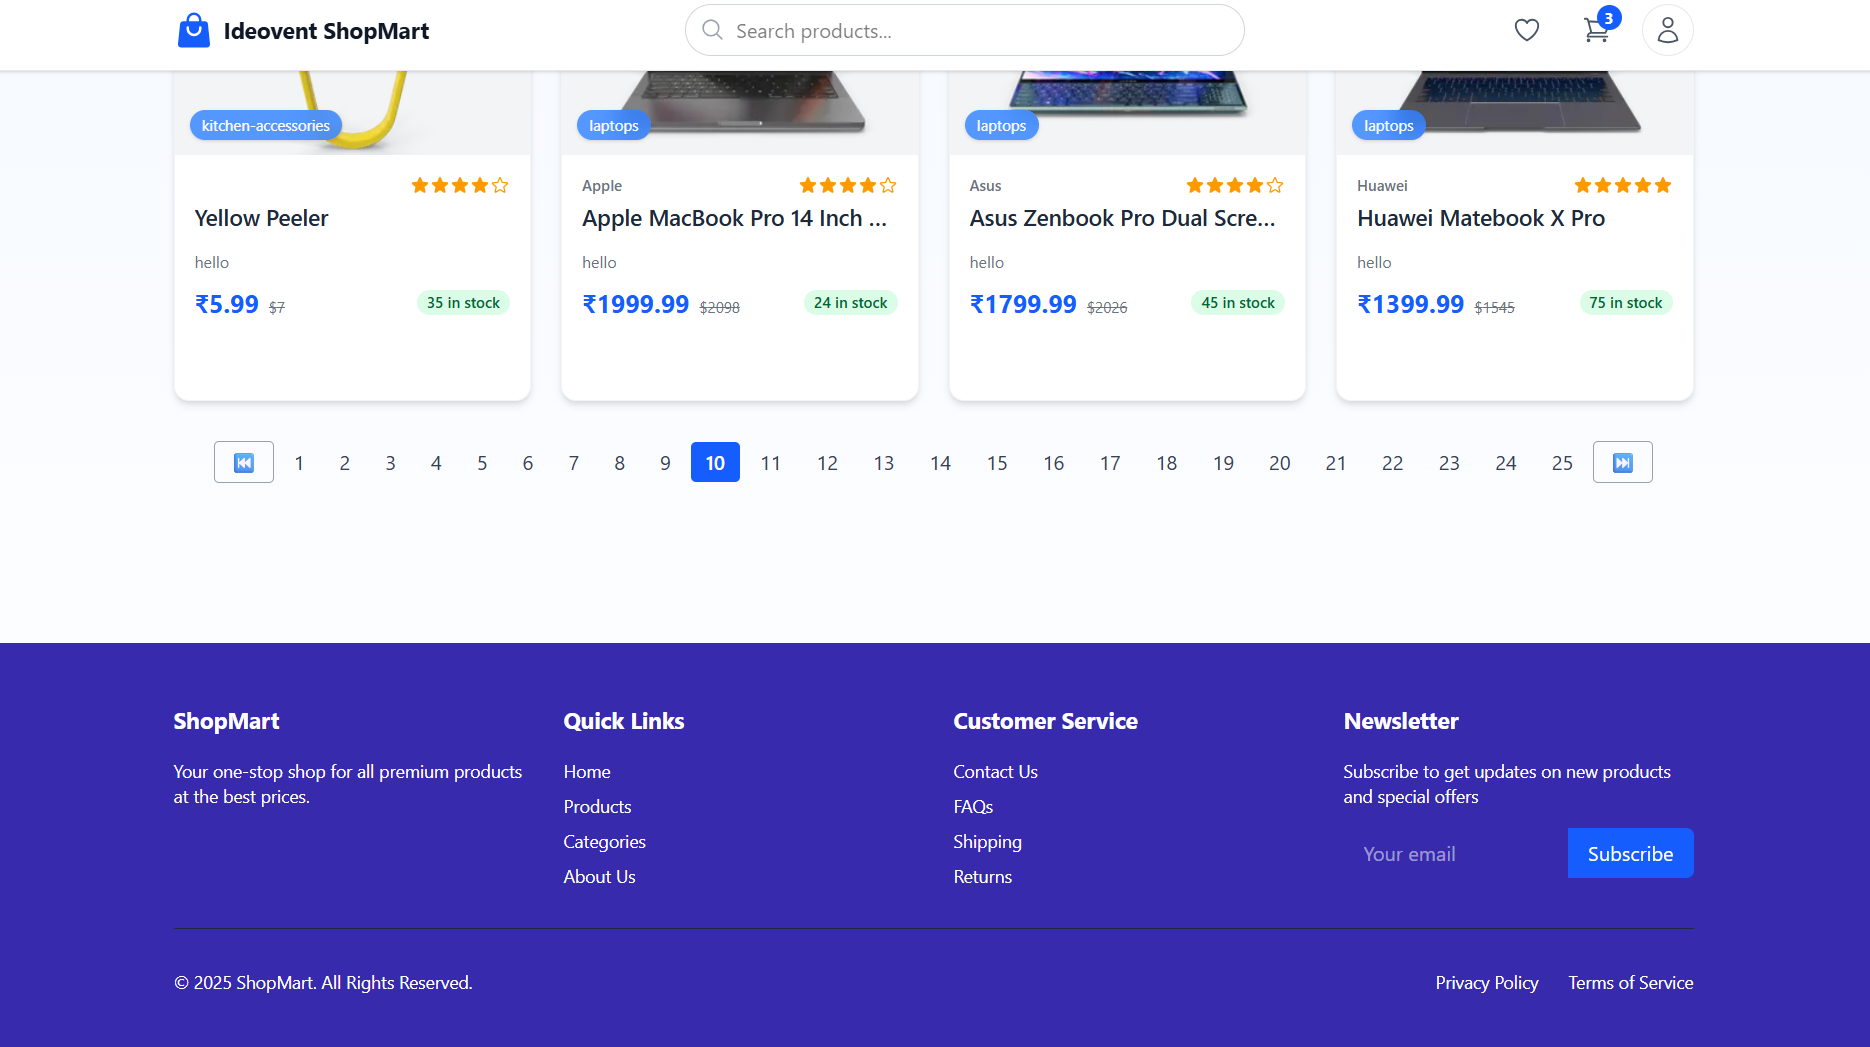 Ideovent ShopMart
Search products...
3
kitchen-accessories
laptops
laptops
laptops
Yellow Peeler
hello
₹5.99 $7
35 in stock
Apple
Apple MacBook Pro 14 Inch ...
hello
₹1999.99 $2098
24 in stock
Asus
Asus Zenbook Pro Dual Scre...
hello
₹1799.99 $2026
45 in stock
Huawei
Huawei Matebook X Pro
hello
₹1399.99 $1545
75 in stock
⏮ 1 2 3 4 5 6 7 8 9 10 11 12 13 14 15 16 17 18 19 20 21 22 23 24 25 ⏭
ShopMart
Your one-stop shop for all premium products
at the best prices.
Quick Links
Home
Products
Categories
About Us
Customer Service
Contact Us
FAQs
Shipping
Returns
Newsletter
Subscribe to get updates on new products
and special offers
Your email
Subscribe
© 2025 ShopMart. All Rights Reserved.
Privacy Policy
Terms of Service